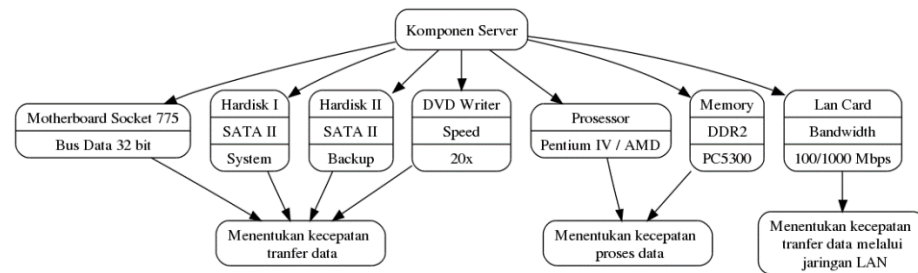 Komponen Server
Motherboard Socket 775
Bus Data 32 bit
Hardisk I
SATA II
System
Hardisk II
SATA II
Backup
DVD Writer
Speed
20x
Prosessor
Pentium IV / AMD
Memory
DDR2
PC5300
Lan Card
Bandwidth
100/1000 Mbps
Menentukan kecepatan
tranfer data
Menentukan kecepatan
proses data
Menentukan kecepatan
tranfer data melalui
jaringan LAN